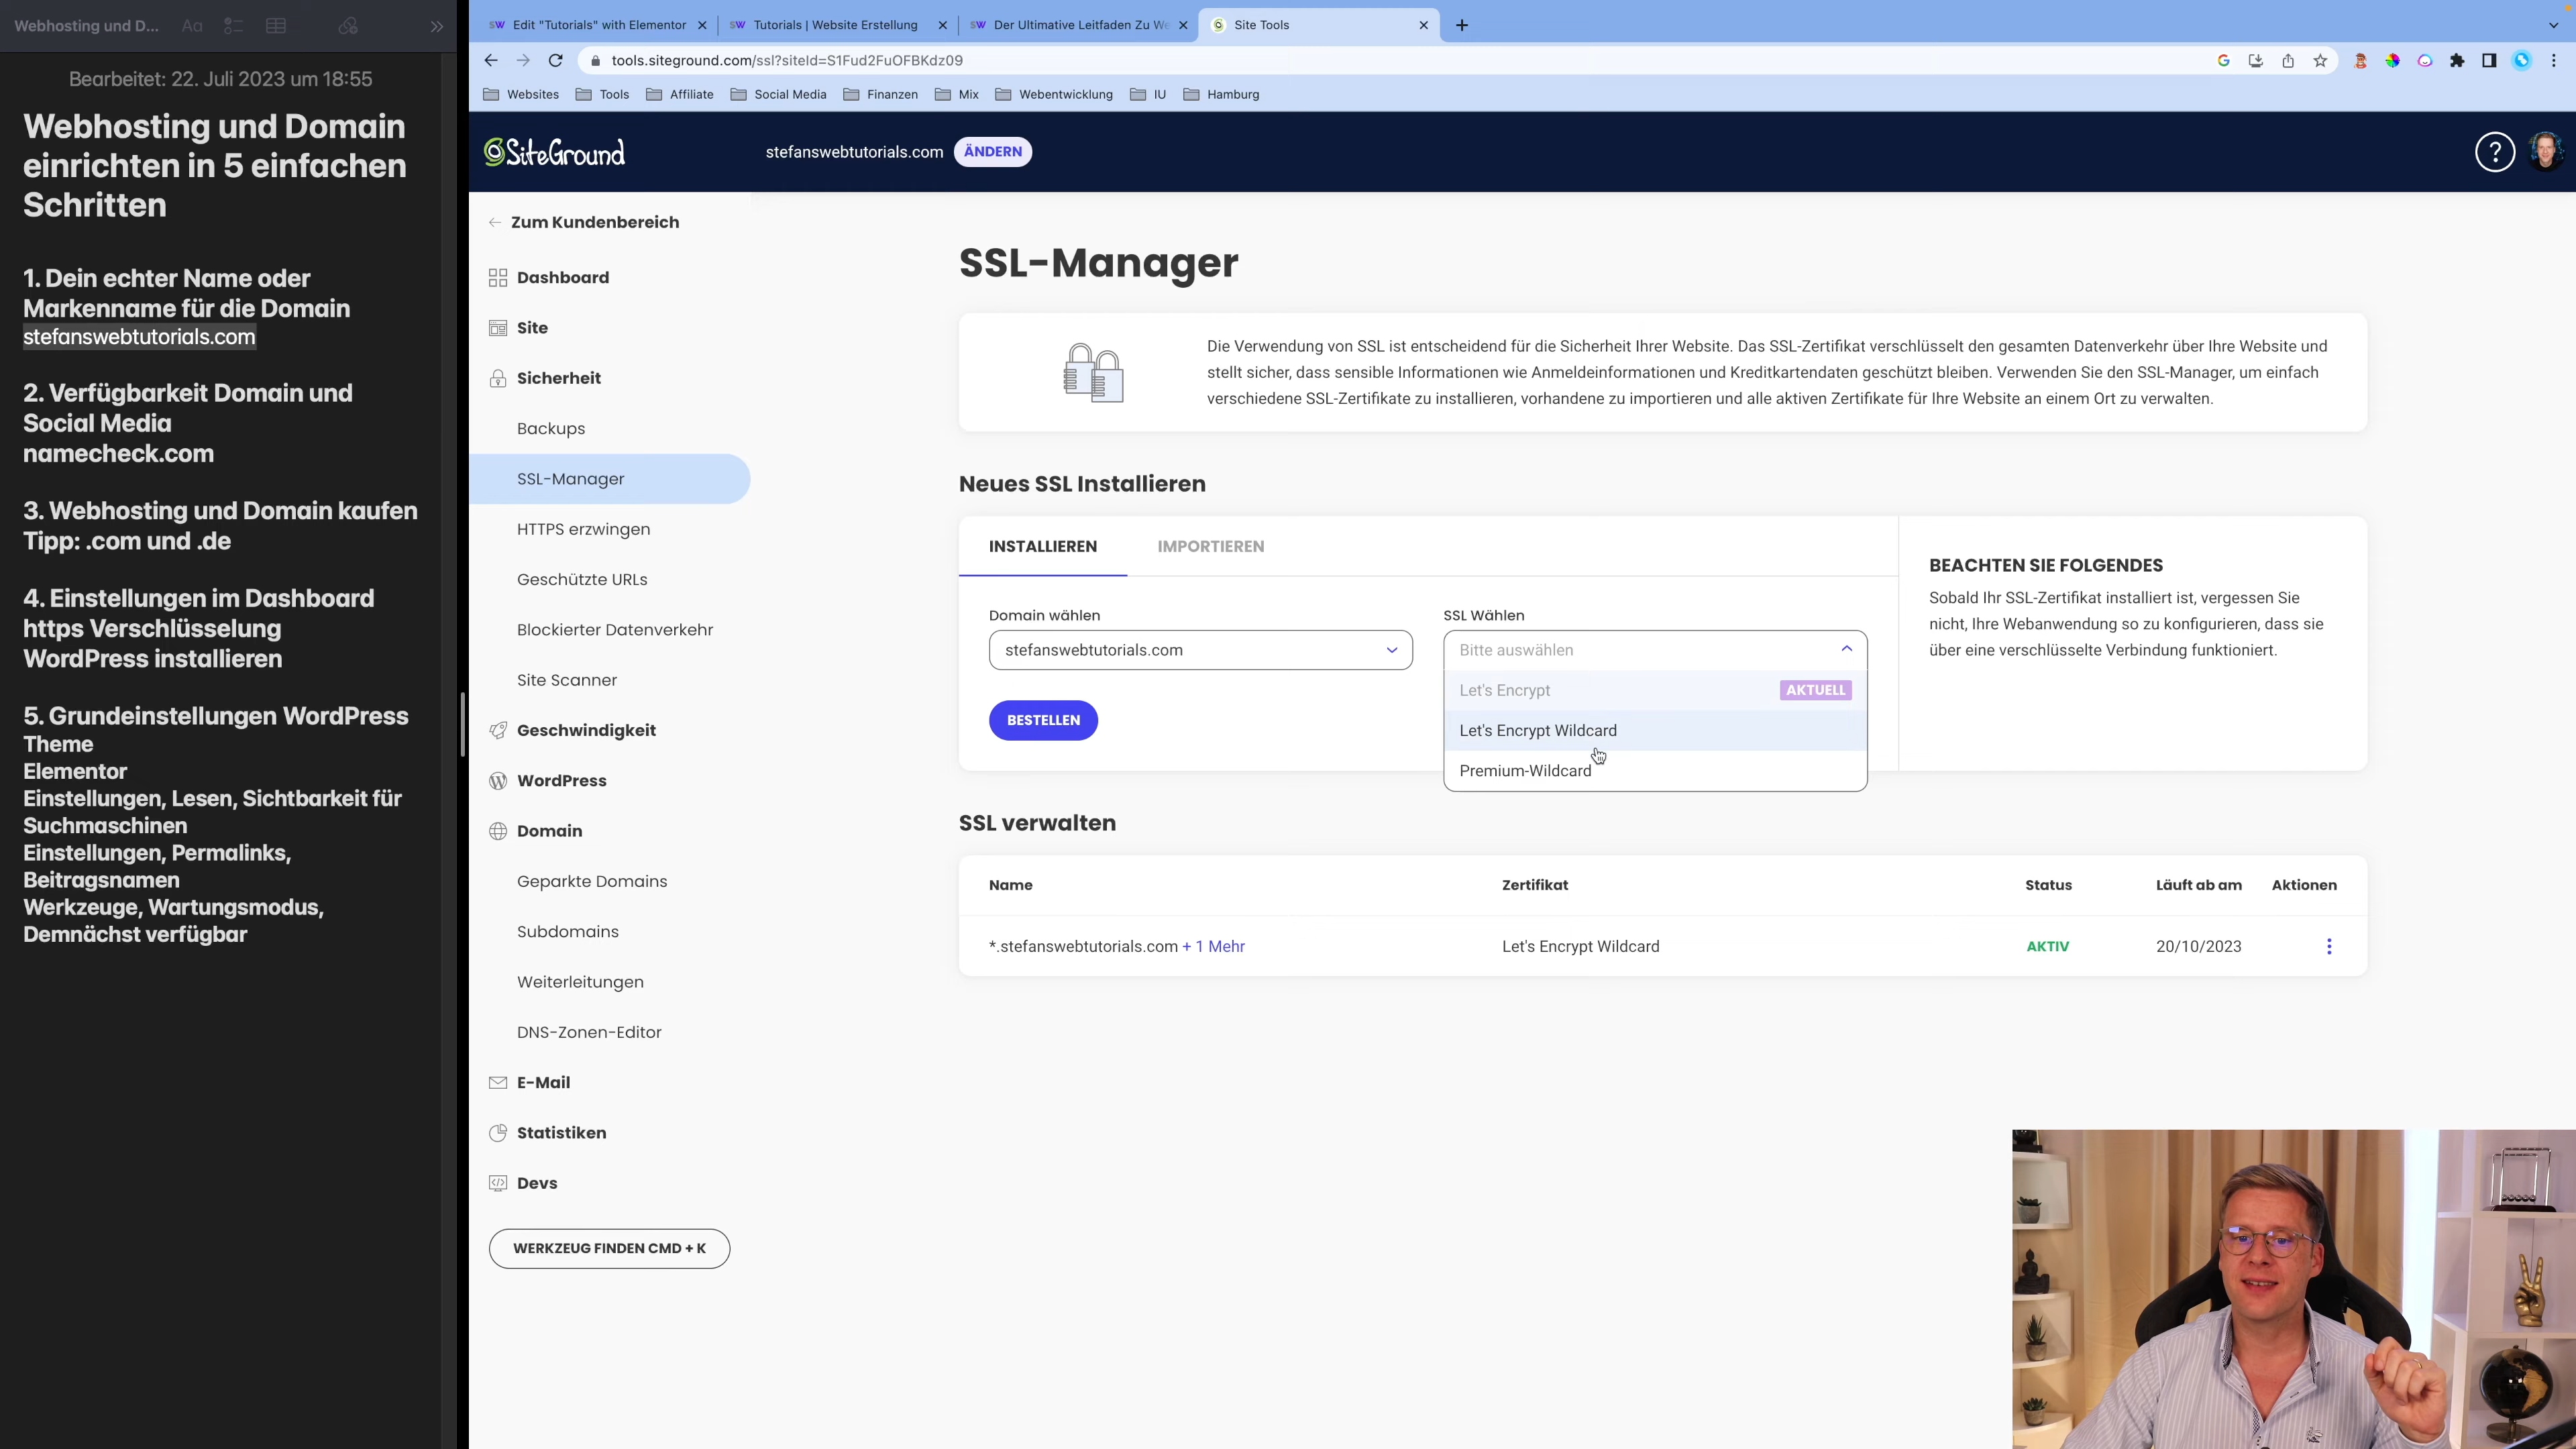 Webhosting und D...
Aa
Bearbeitet: 22. Juli 2023 um 18:55
Webhosting und Domain
einrichten in 5 einfachen
Schritten
1. Dein echter Name oder
Markenname für die Domain
stefanswebtutorials.com
2. Verfügbarkeit Domain und
Social Media
namecheck.com
3. Webhosting und Domain kaufen
Tipp: .com und .de
4. Einstellungen im Dashboard
https Verschlüsselung
WordPress installieren
5. Grundeinstellungen WordPress
Theme
Elementor
Einstellungen, Lesen, Sichtbarkeit für
Suchmaschinen
Einstellungen, Permalinks,
Beitragsnamen
Werkzeuge, Wartungsmodus,
Demnächst verfügbar
SW Edit "Tutorials" with Elementor
SW Tutorials | Website Erstellung
SW Der Ultimative Leitfaden Zu We
Site Tools
tools.siteground.com/ssl?siteId=S1Fud2FuOFBKdz09
Websites Tools Affiliate Social Media Finanzen Mix Webentwicklung IU Hamburg
SiteGround
stefanswebtutorials.com ÄNDERN
?
Zum Kundenbereich
Dashboard
Site
Sicherheit
Backups
SSL-Manager
HTTPS erzwingen
Geschützte URLs
Blockierter Datenverkehr
Site Scanner
Geschwindigkeit
WordPress
Domain
Geparkte Domains
Subdomains
Weiterleitungen
DNS-Zonen-Editor
E-Mail
Statistiken
Devs
WERKZEUG FINDEN CMD + K
SSL-Manager
Die Verwendung von SSL ist entscheidend für die Sicherheit Ihrer Website. Das SSL-Zertifikat verschlüsselt den gesamten Datenverkehr über Ihre Website und
stellt sicher, dass sensible Informationen wie Anmeldeinformationen und Kreditkartendaten geschützt bleiben. Verwenden Sie den SSL-Manager, um einfach
verschiedene SSL-Zertifikate zu installieren, vorhandene zu importieren und alle aktiven Zertifikate für Ihre Website an einem Ort zu verwalten.
Neues SSL Installieren
INSTALLIEREN IMPORTIEREN
Domain wählen
stefanswebtutorials.com
BESTELLEN
SSL Wählen
Bitte auswählen
Let's Encrypt AKTUELL
Let's Encrypt Wildcard
Premium-Wildcard
BEACHTEN SIE FOLGENDES
Sobald Ihr SSL-Zertifikat installiert ist, vergessen Sie
nicht, Ihre Webanwendung so zu konfigurieren, dass sie
über eine verschlüsselte Verbindung funktioniert.
SSL verwalten
Name Zertifikat Status Läuft ab am Aktionen
*.stefanswebtutorials.com + 1 Mehr Let's Encrypt Wildcard AKTIV 20/10/2023